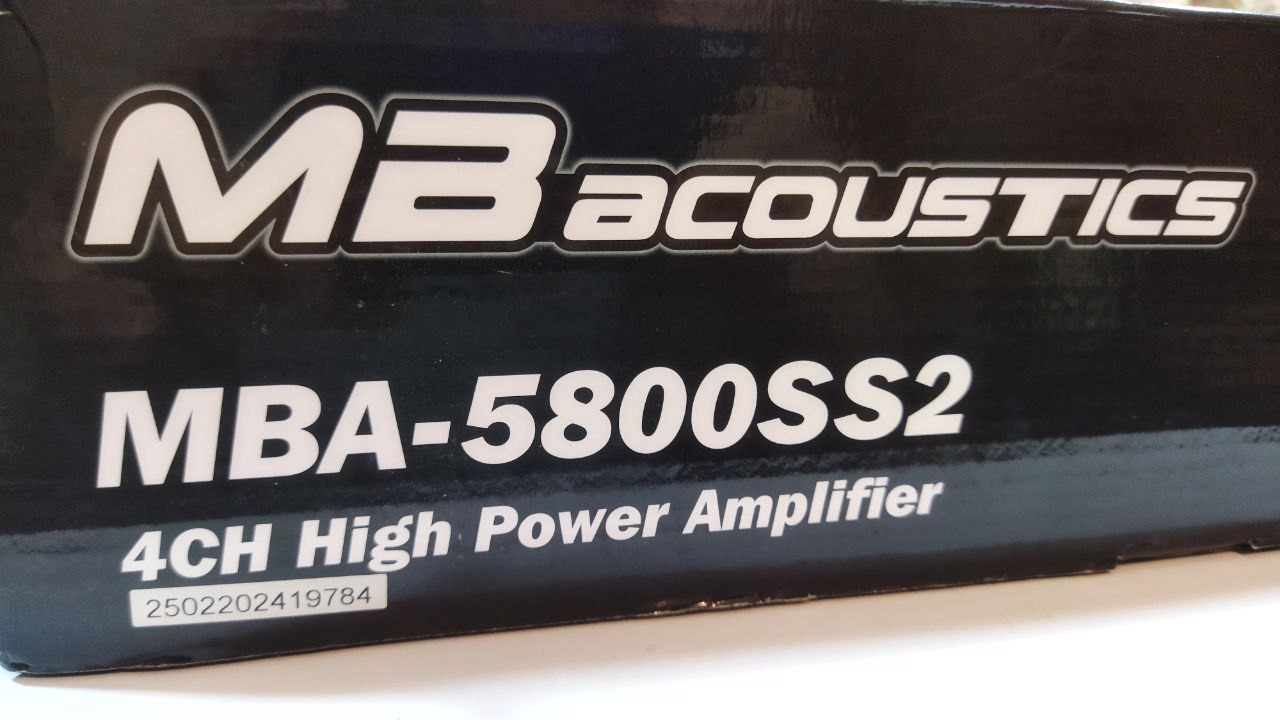 MB acoustics
MBA-5800SS2
4CH High Power Amplifier
2502202419784